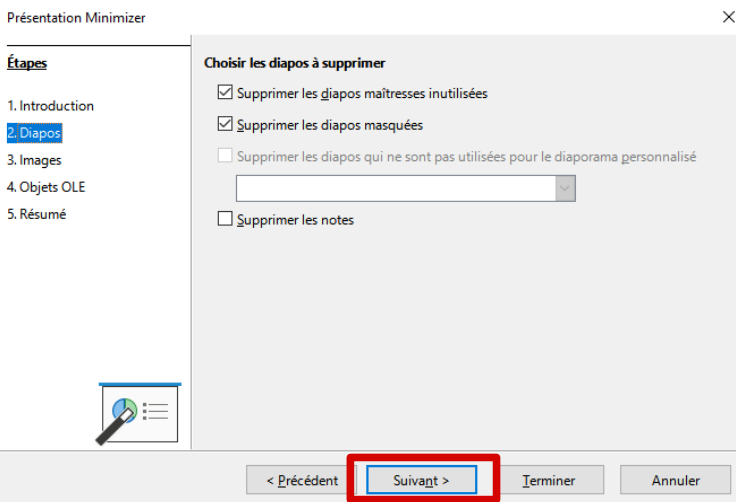 Présentation Minimizer
Étapes
1. Introduction
2. Diapos
3. Images
4. Objets OLE
5. Résumé
Choisir les diapos à supprimer
Supprimer les diapos maîtresses inutilisées
Supprimer les diapos masquées
Supprimer les diapos qui ne sont pas utilisées pour le diaporama personnalisé
Supprimer les notes
< Précédent
Suivant >
Terminer
Annuler